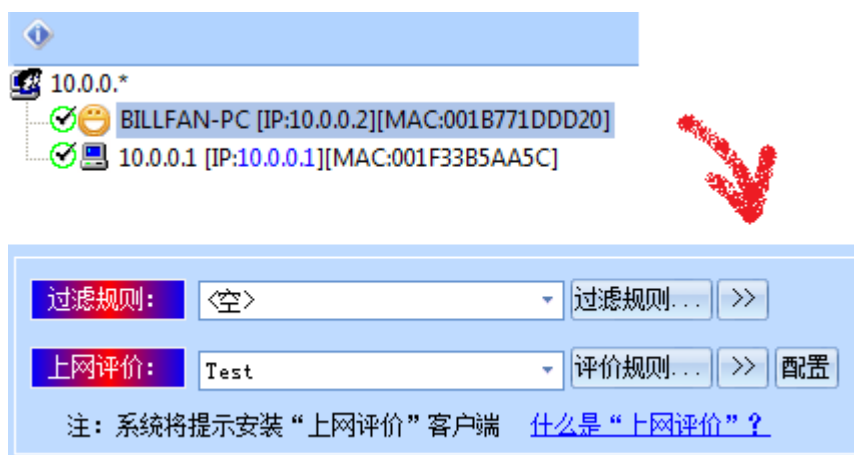 10.0.0.*
BILLFAN-PC [IP:10.0.0.2][MAC:001B771DDD20]
10.0.0.1 [IP:10.0.0.1][MAC:001F33B5AA5C]
过滤规则： <空> 过滤规则... >>
上网评价： Test 评价规则... >> 配置
注：系统将提示安装“上网评价”客户端 什么是“上网评价”？